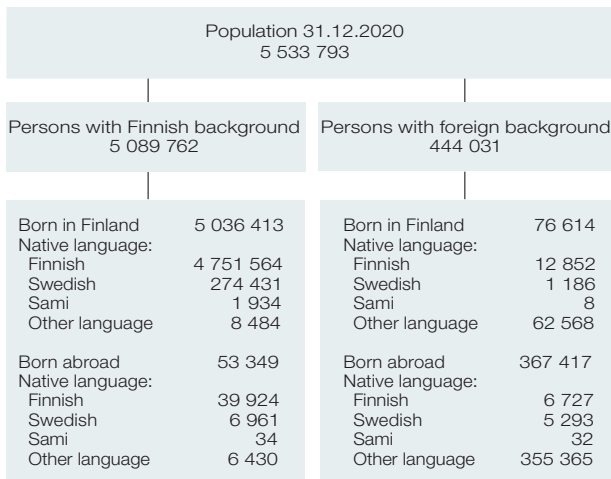 Population 31.12.2020
5 533 793
Persons with Finnish background
5 089 762
Born in Finland 5 036 413
Native language:
Finnish 4 751 564
Swedish 274 431
Sami 1 934
Other language 8 484
Born abroad 53 349
Native language:
Finnish 39 924
Swedish 6 961
Sami 34
Other language 6 430
Persons with foreign background
444 031
Born in Finland 76 614
Native language:
Finnish 12 852
Swedish 1 186
Sami 8
Other language 62 568
Born abroad 367 417
Native language:
Finnish 6 727
Swedish 5 293
Sami 32
Other language 355 365